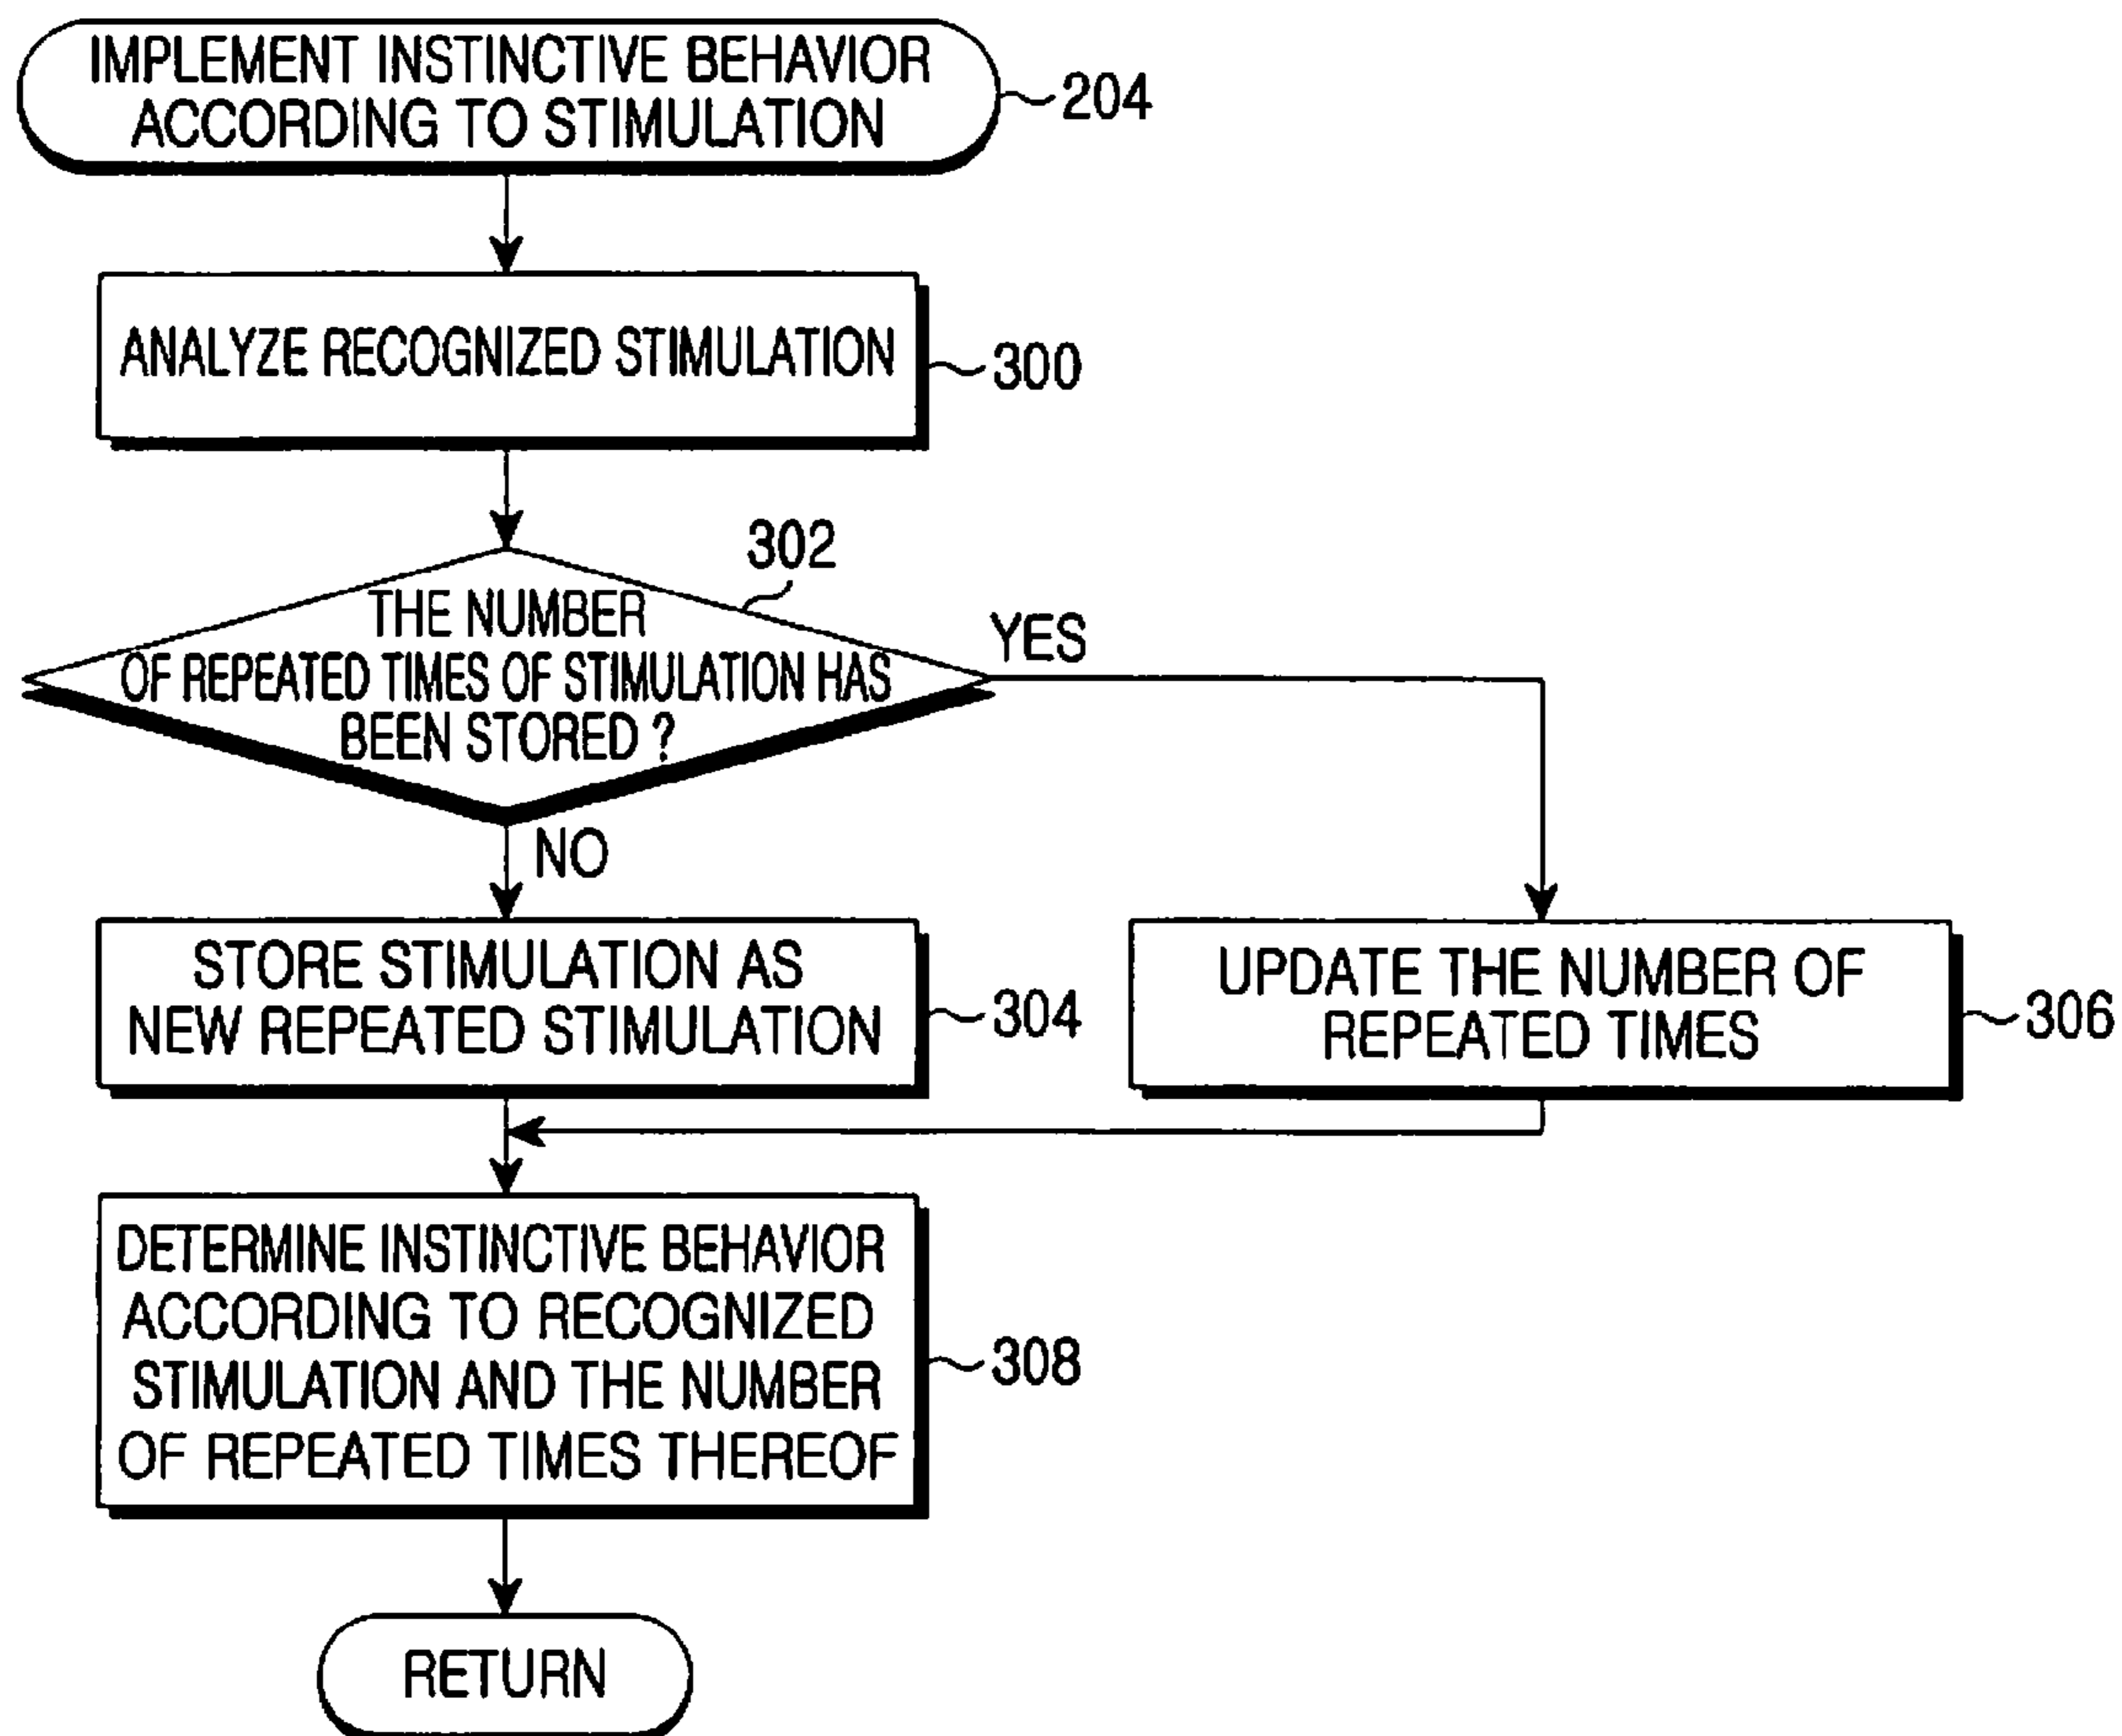 IMPLEMENT INSTINCTIVE BEHAVIOR
ACCORDING TO STIMULATION
204
ANALYZE RECOGNIZED STIMULATION
300
302
THE NUMBER
OF REPEATED TIMES OF STIMULATION HAS
BEEN STORED ?
YES
NO
STORE STIMULATION AS
NEW REPEATED STIMULATION
304
UPDATE THE NUMBER OF
REPEATED TIMES
306
DETERMINE INSTINCTIVE BEHAVIOR
ACCORDING TO RECOGNIZED
STIMULATION AND THE NUMBER
OF REPEATED TIMES THEREOF
308
RETURN